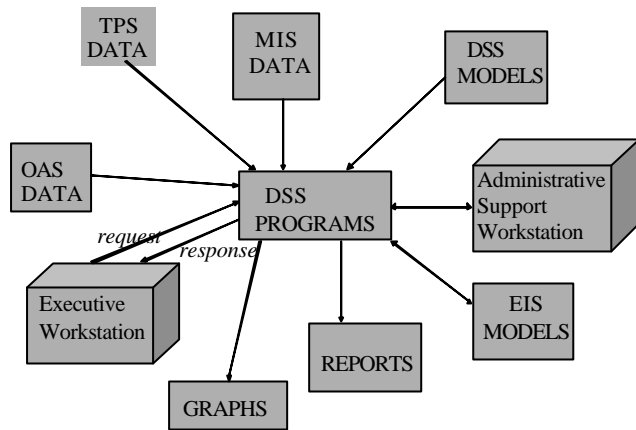 TPS
DATA
MIS
DATA
DSS
MODELS
OAS
DATA
DSS
PROGRAMS
Administrative
Support
Workstation
request
response
Executive
Workstation
EIS
MODELS
REPORTS
GRAPHS